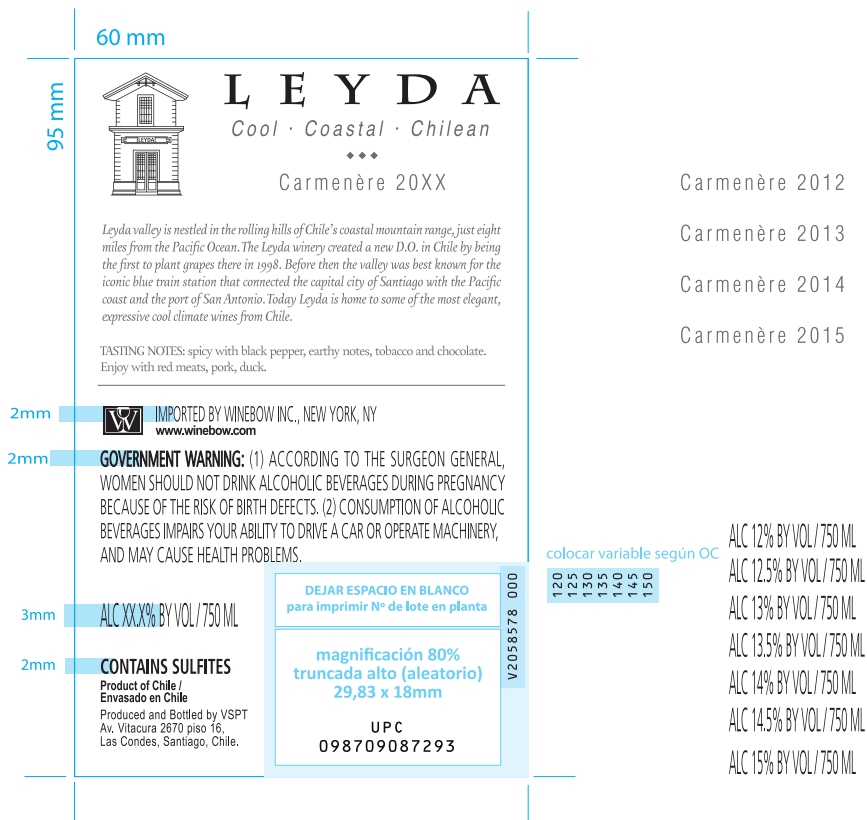 60 mm
95 mm
LEYDA
LEYDA
Cool · Coastal · Chilean
Carmenère 20XX
Leyda valley is nestled in the rolling hills of Chile's coastal mountain range, just eight
miles from the Pacific Ocean. The Leyda winery created a new D.O. in Chile by being
the first to plant grapes there in 1998. Before then the valley was best known for the
iconic blue train station that connected the capital city of Santiago with the Pacific
coast and the port of San Antonio. Today Leyda is home to some of the most elegant,
expressive cool climate wines from Chile.
TASTING NOTES: spicy with black pepper, earthy notes, tobacco and chocolate.
Enjoy with red meats, pork, duck.
2mm
W
IMPORTED BY WINEBOW INC., NEW YORK, NY
www.winebow.com
2mm
GOVERNMENT WARNING: (1) ACCORDING TO THE SURGEON GENERAL,
WOMEN SHOULD NOT DRINK ALCOHOLIC BEVERAGES DURING PREGNANCY
BECAUSE OF THE RISK OF BIRTH DEFECTS. (2) CONSUMPTION OF ALCOHOLIC
BEVERAGES IMPAIRS YOUR ABILITY TO DRIVE A CAR OR OPERATE MACHINERY,
AND MAY CAUSE HEALTH PROBLEMS.
3mm
ALC XX.X% BY VOL / 750 ML
2mm
CONTAINS SULFITES
Product of Chile /
Envasado en Chile
Produced and Bottled by VSPT
Av. Vitacura 2670 piso 16,
Las Condes, Santiago, Chile.
DEJAR ESPACIO EN BLANCO
para imprimir Nº de lote en planta
magnificación 80%
truncada alto (aleatorio)
29,83 x 18mm
UPC
098709087293
V2058578 000
colocar variable según OC
120
125
130
135
140
145
150
Carmenère 2012
Carmenère 2013
Carmenère 2014
Carmenère 2015
ALC 12% BY VOL / 750 ML
ALC 12.5% BY VOL / 750 ML
ALC 13% BY VOL / 750 ML
ALC 13.5% BY VOL / 750 ML
ALC 14% BY VOL / 750 ML
ALC 14.5% BY VOL / 750 ML
ALC 15% BY VOL / 750 ML